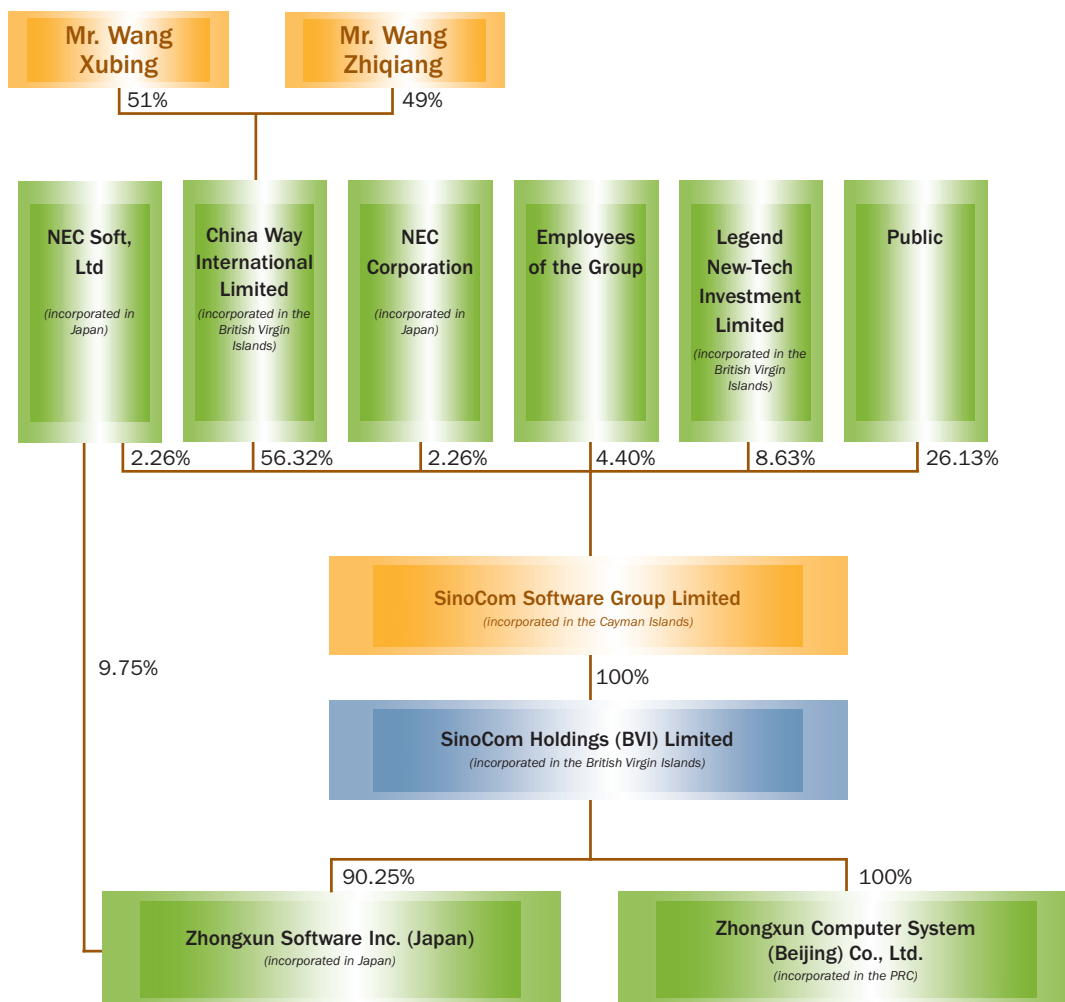 Mr. Wang
Xubing
Mr. Wang
Zhiqiang
51%
49%
NEC Soft,
Ltd
(incorporated in
Japan)
China Way
International
Limited
(incorporated in the
British Virgin
Islands)
NEC
Corporation
(incorporated in
Japan)
Employees
of the Group
Legend
New-Tech
Investment
Limited
(incorporated in the
British Virgin
Islands)
Public
2.26%
56.32%
2.26%
4.40%
8.63%
26.13%
SinoCom Software Group Limited
(incorporated in the Cayman Islands)
9.75%
100%
SinoCom Holdings (BVI) Limited
(incorporated in the British Virgin Islands)
90.25%
100%
Zhongxun Software Inc. (Japan)
(incorporated in Japan)
Zhongxun Computer System
(Beijing) Co., Ltd.
(incorporated in the PRC)